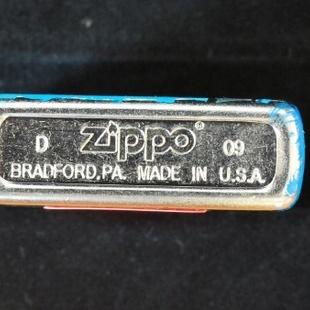 D zippo® 09
BRADFORD, PA. MADE IN U.S.A.